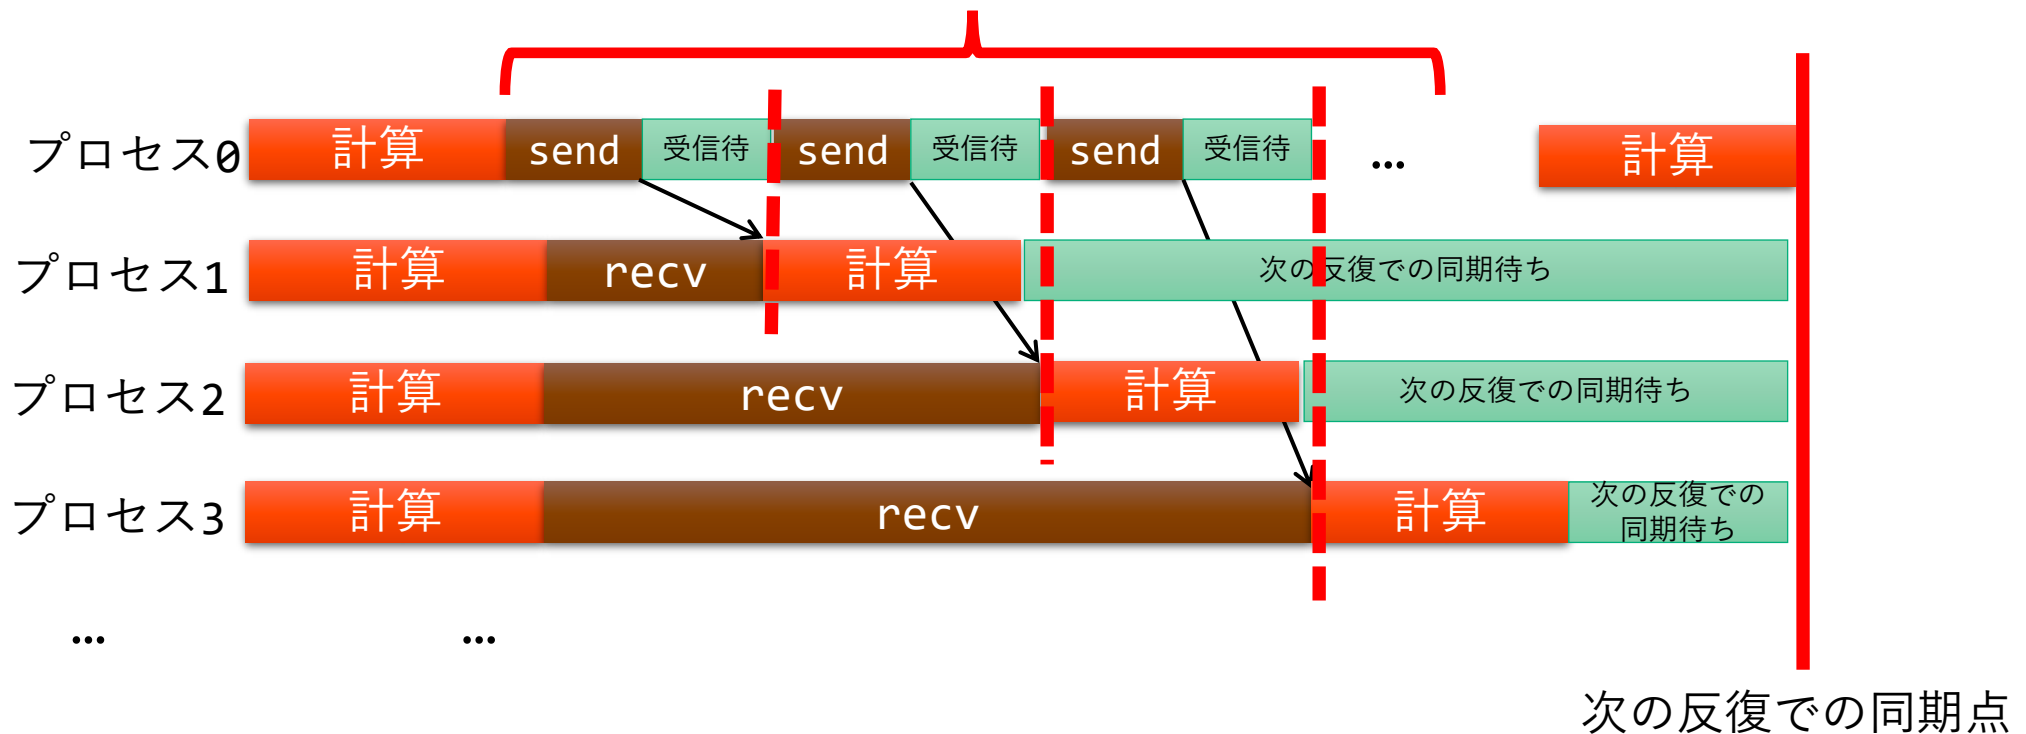 プロセス0 計算 send 受信待 send 受信待 send 受信待 … 計算
プロセス1 計算 recv 計算 次の反復での同期待ち
プロセス2 計算 recv 計算 次の反復での同期待ち
プロセス3 計算 recv 計算 次の反復での
同期待ち
… …
次の反復での同期点